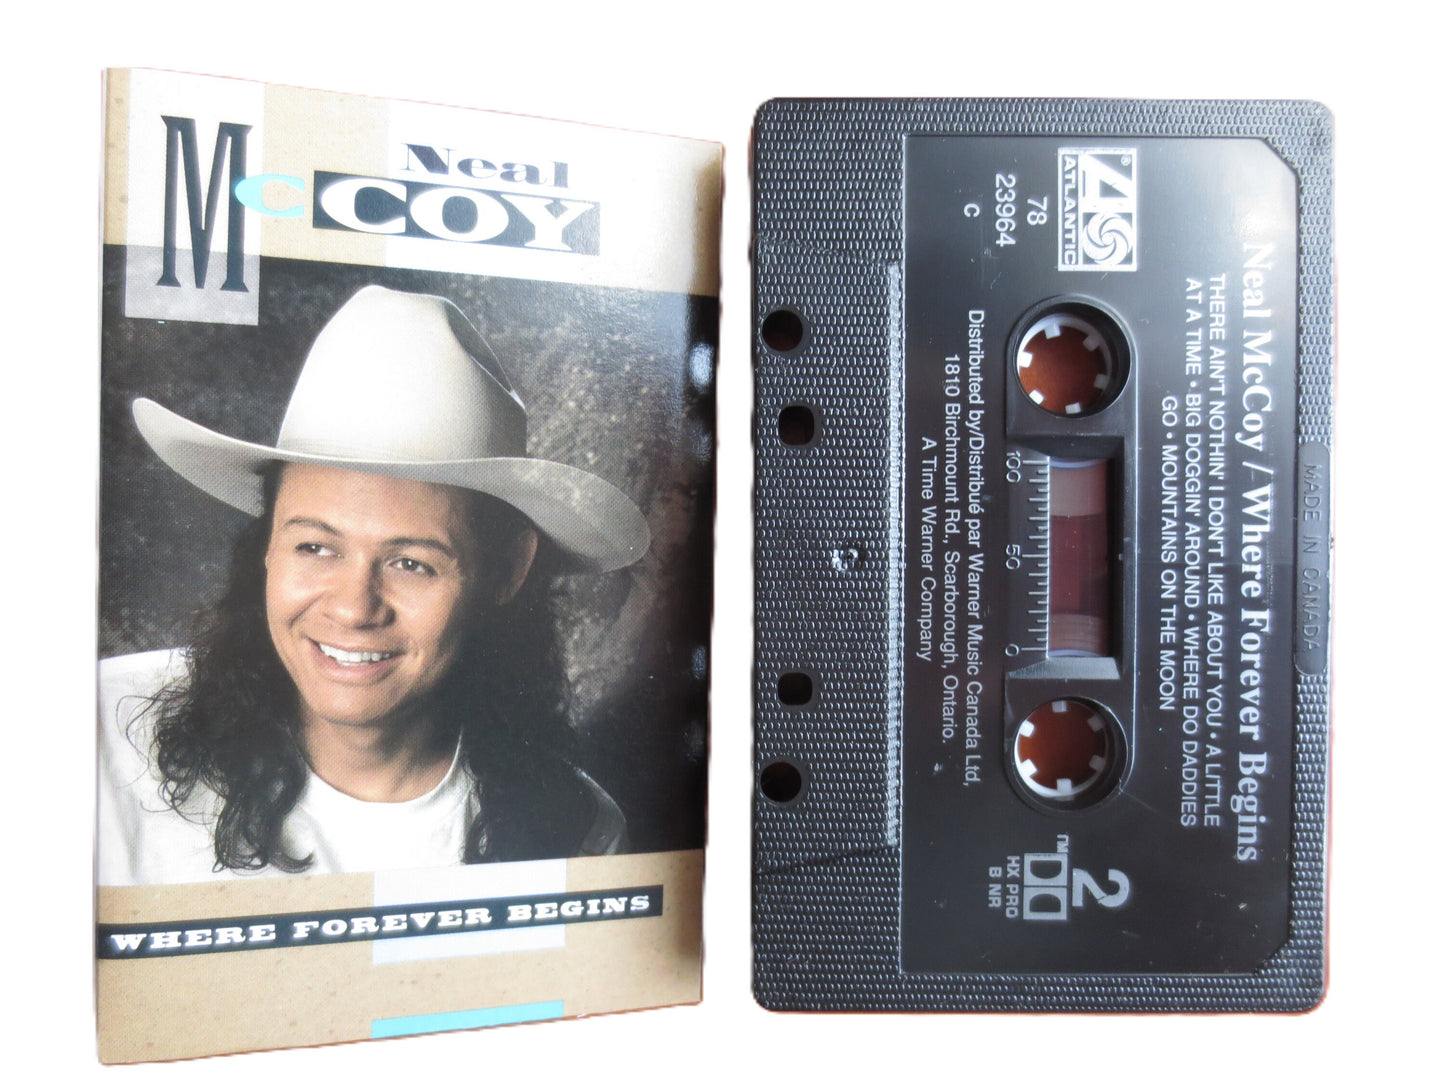 Neal
McCOY
WHERE FOREVER BEGINS
ATLANTIC
®
78
23964
C
Neal McCoy / Where Forever Begins
THERE AIN'T NOTHIN' I DON'T LIKE ABOUT YOU • A LITTLE
AT A TIME • BIG DOGGIN' AROUND • WHERE DO DADDIES
GO • MOUNTAINS ON THE MOON
100 50 0
Distributed by/Distribué par Warner Music Canada Ltd,
1810 Birchmount Rd., Scarborough, Ontario.
A Time Warner Company
2
TM
HX PRO
B NR
MADE IN CANADA